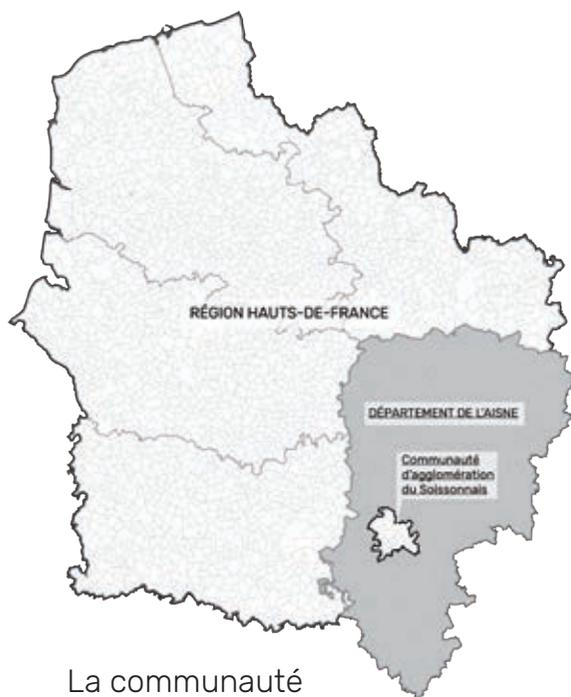 RÉGION HAUTS-DE-FRANCE
DÉPARTEMENT DE L'AISNE
Communauté
d'agglomération
du Soissonnais
La communauté